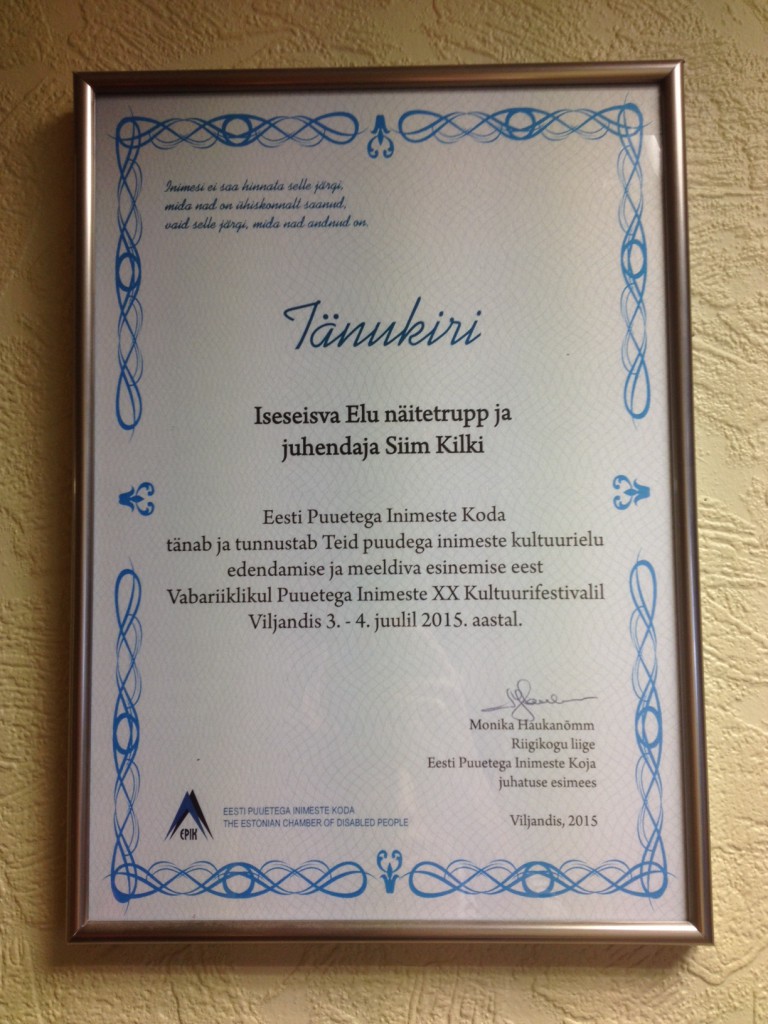 Inimesi ei saa hinnata selle järgi,
mida nad on ühiskonnalt saanud,
vaid selle järgi, mida nad andnud on.
Tänukiri
Iseseisva Elu näitetrupp ja
juhendaja Siim Kilki
Eesti Puuetega Inimeste Koda
tänab ja tunnustab Teid puudega inimeste kultuurielu
edendamise ja meeldiva esinemise eest
Vabariiklikul Puuetega Inimeste XX Kultuurifestivalil
Viljandis 3. - 4. juulil 2015. aastal.
Monika Haukanõmm
Riigikogu liige
Eesti Puuetega Inimeste Koja
juhatuse esimees
Viljandis, 2015
EPIK
EESTI PUUETEGA INIMESTE KODA
THE ESTONIAN CHAMBER OF DISABLED PEOPLE